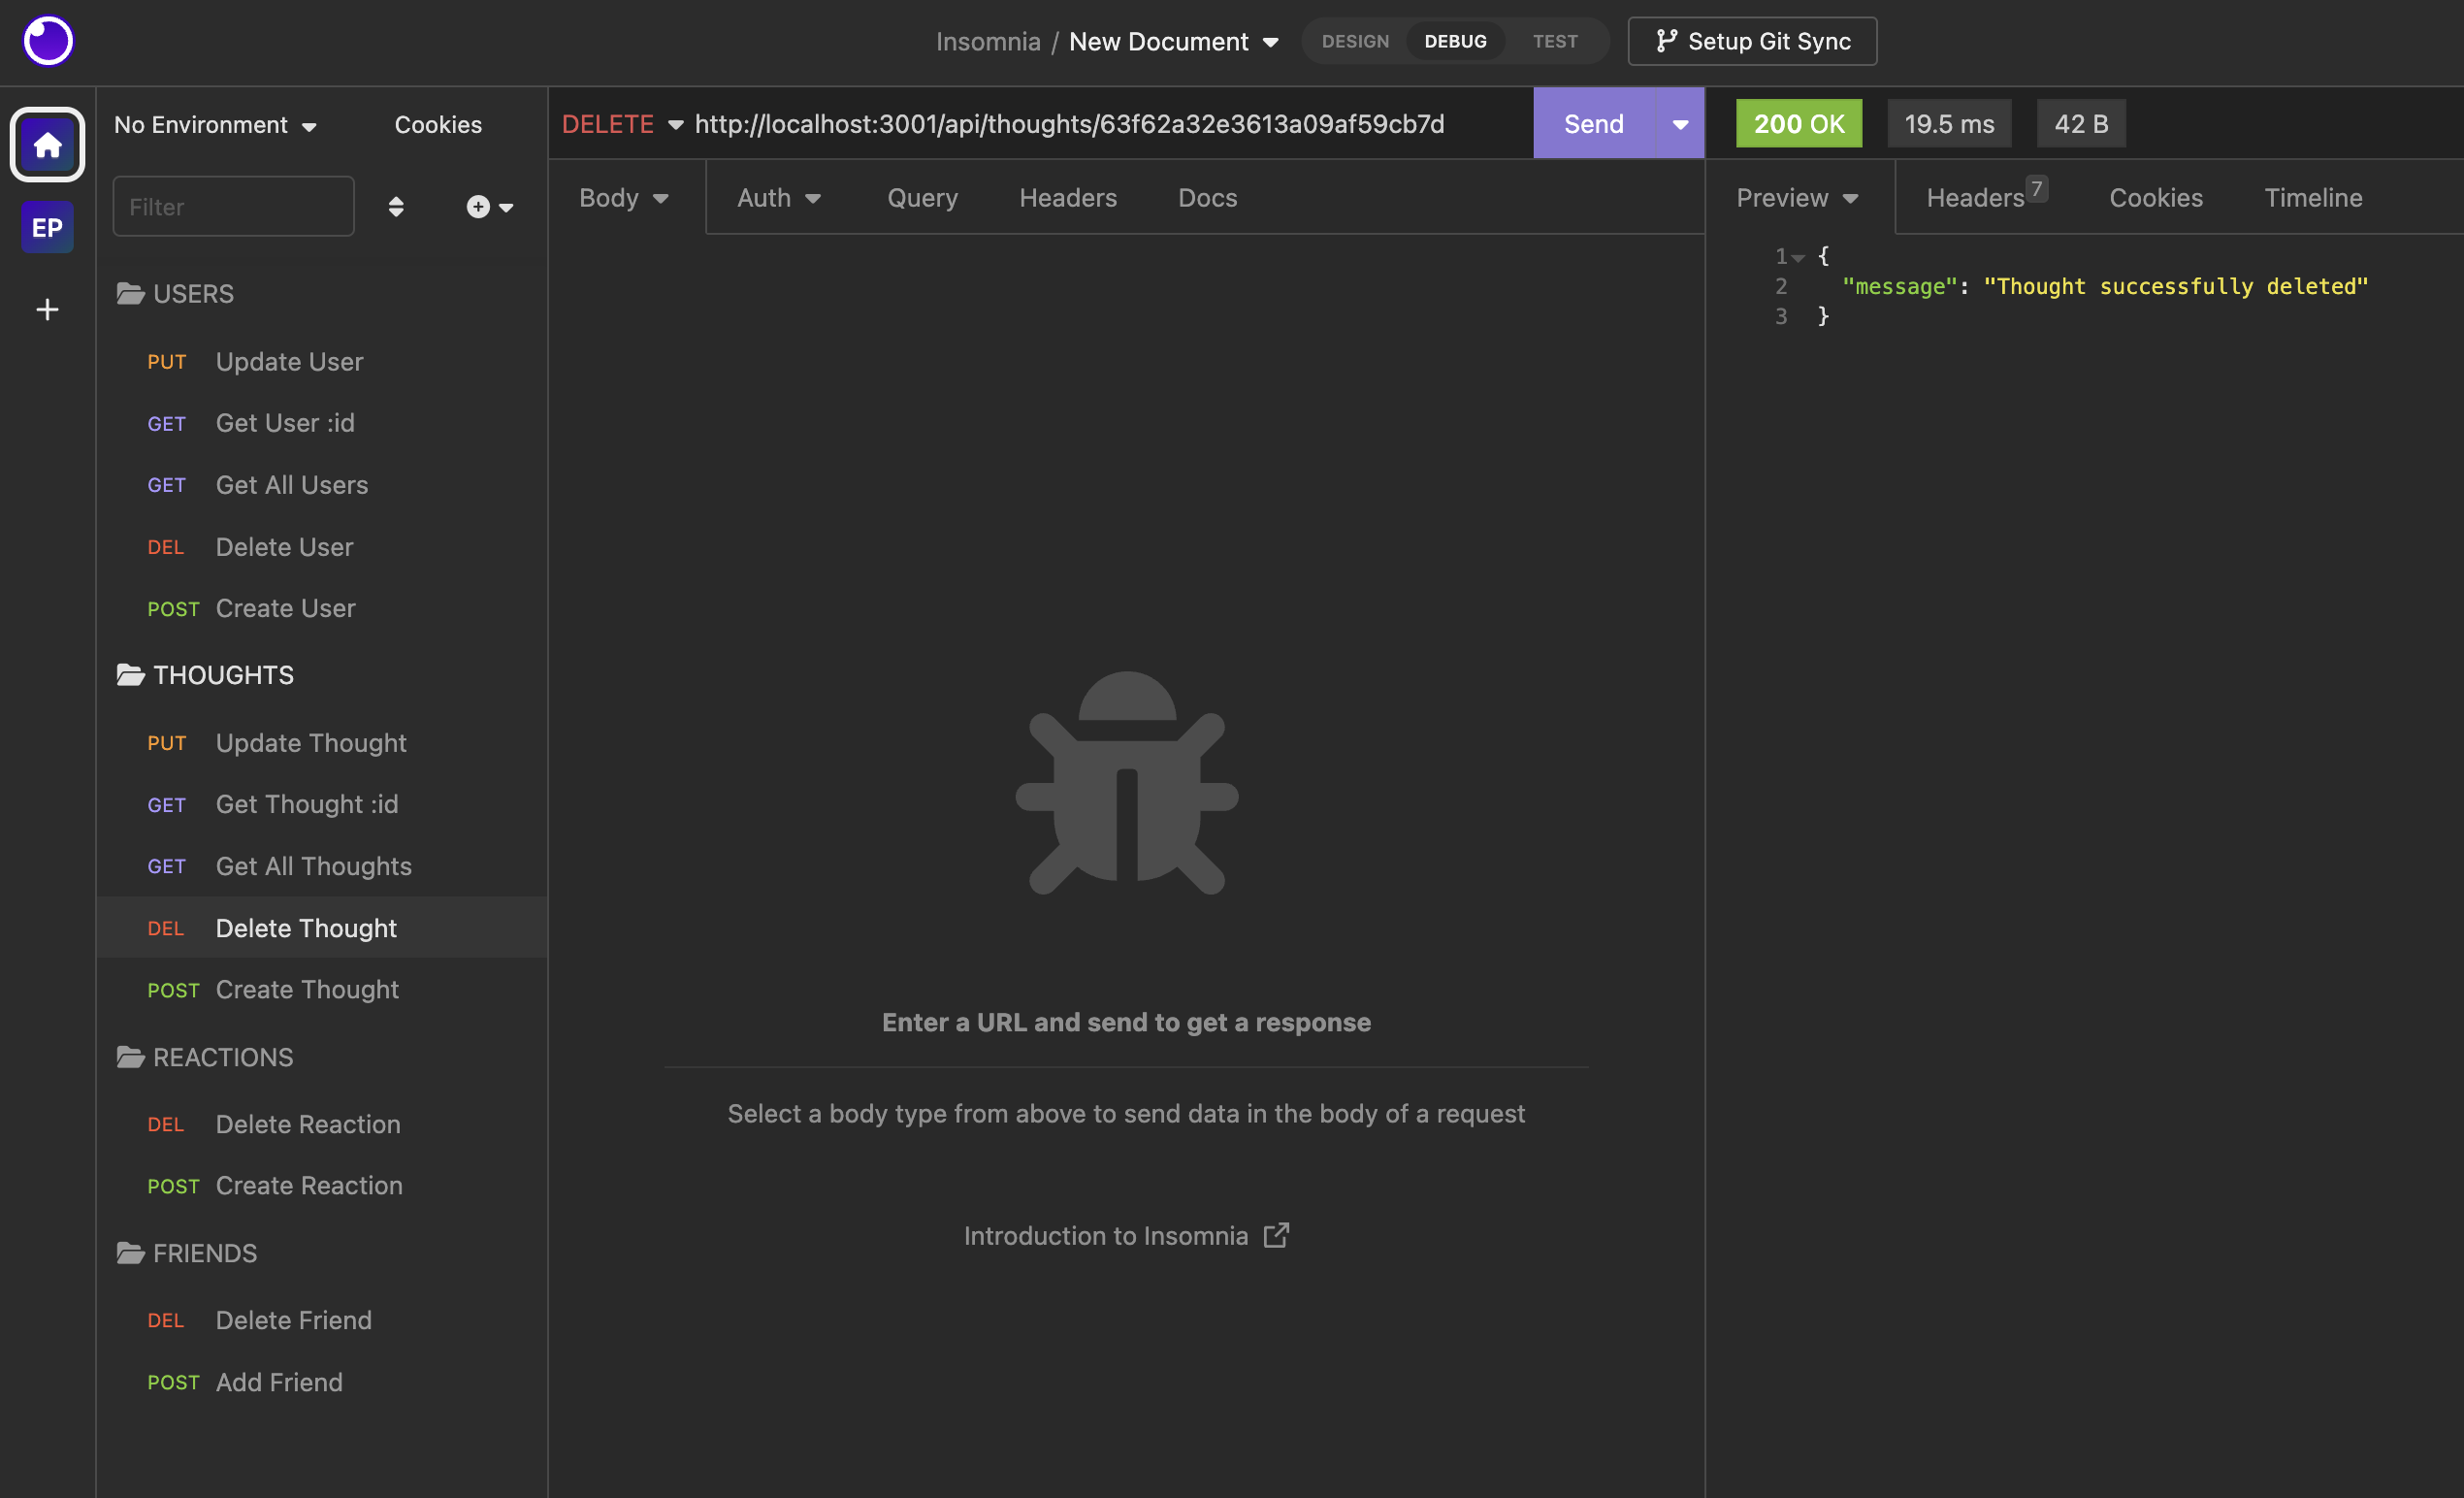 Insomnia / New Document
DESIGN DEBUG TEST
Setup Git Sync
EP
No Environment Cookies
Filter
USERS
PUT Update User
GET Get User :id
GET Get All Users
DEL Delete User
POST Create User
THOUGHTS
PUT Update Thought
GET Get Thought :id
GET Get All Thoughts
DEL Delete Thought
POST Create Thought
REACTIONS
DEL Delete Reaction
POST Create Reaction
FRIENDS
DEL Delete Friend
POST Add Friend
DELETE http://localhost:3001/api/thoughts/63f62a32e3613a09af59cb7d Send
Body Auth Query Headers Docs
Enter a URL and send to get a response
Select a body type from above to send data in the body of a request
Introduction to Insomnia
200 OK 19.5 ms 42 B
Preview Headers 7 Cookies Timeline
1 {
2 "message": "Thought successfully deleted"
3 }